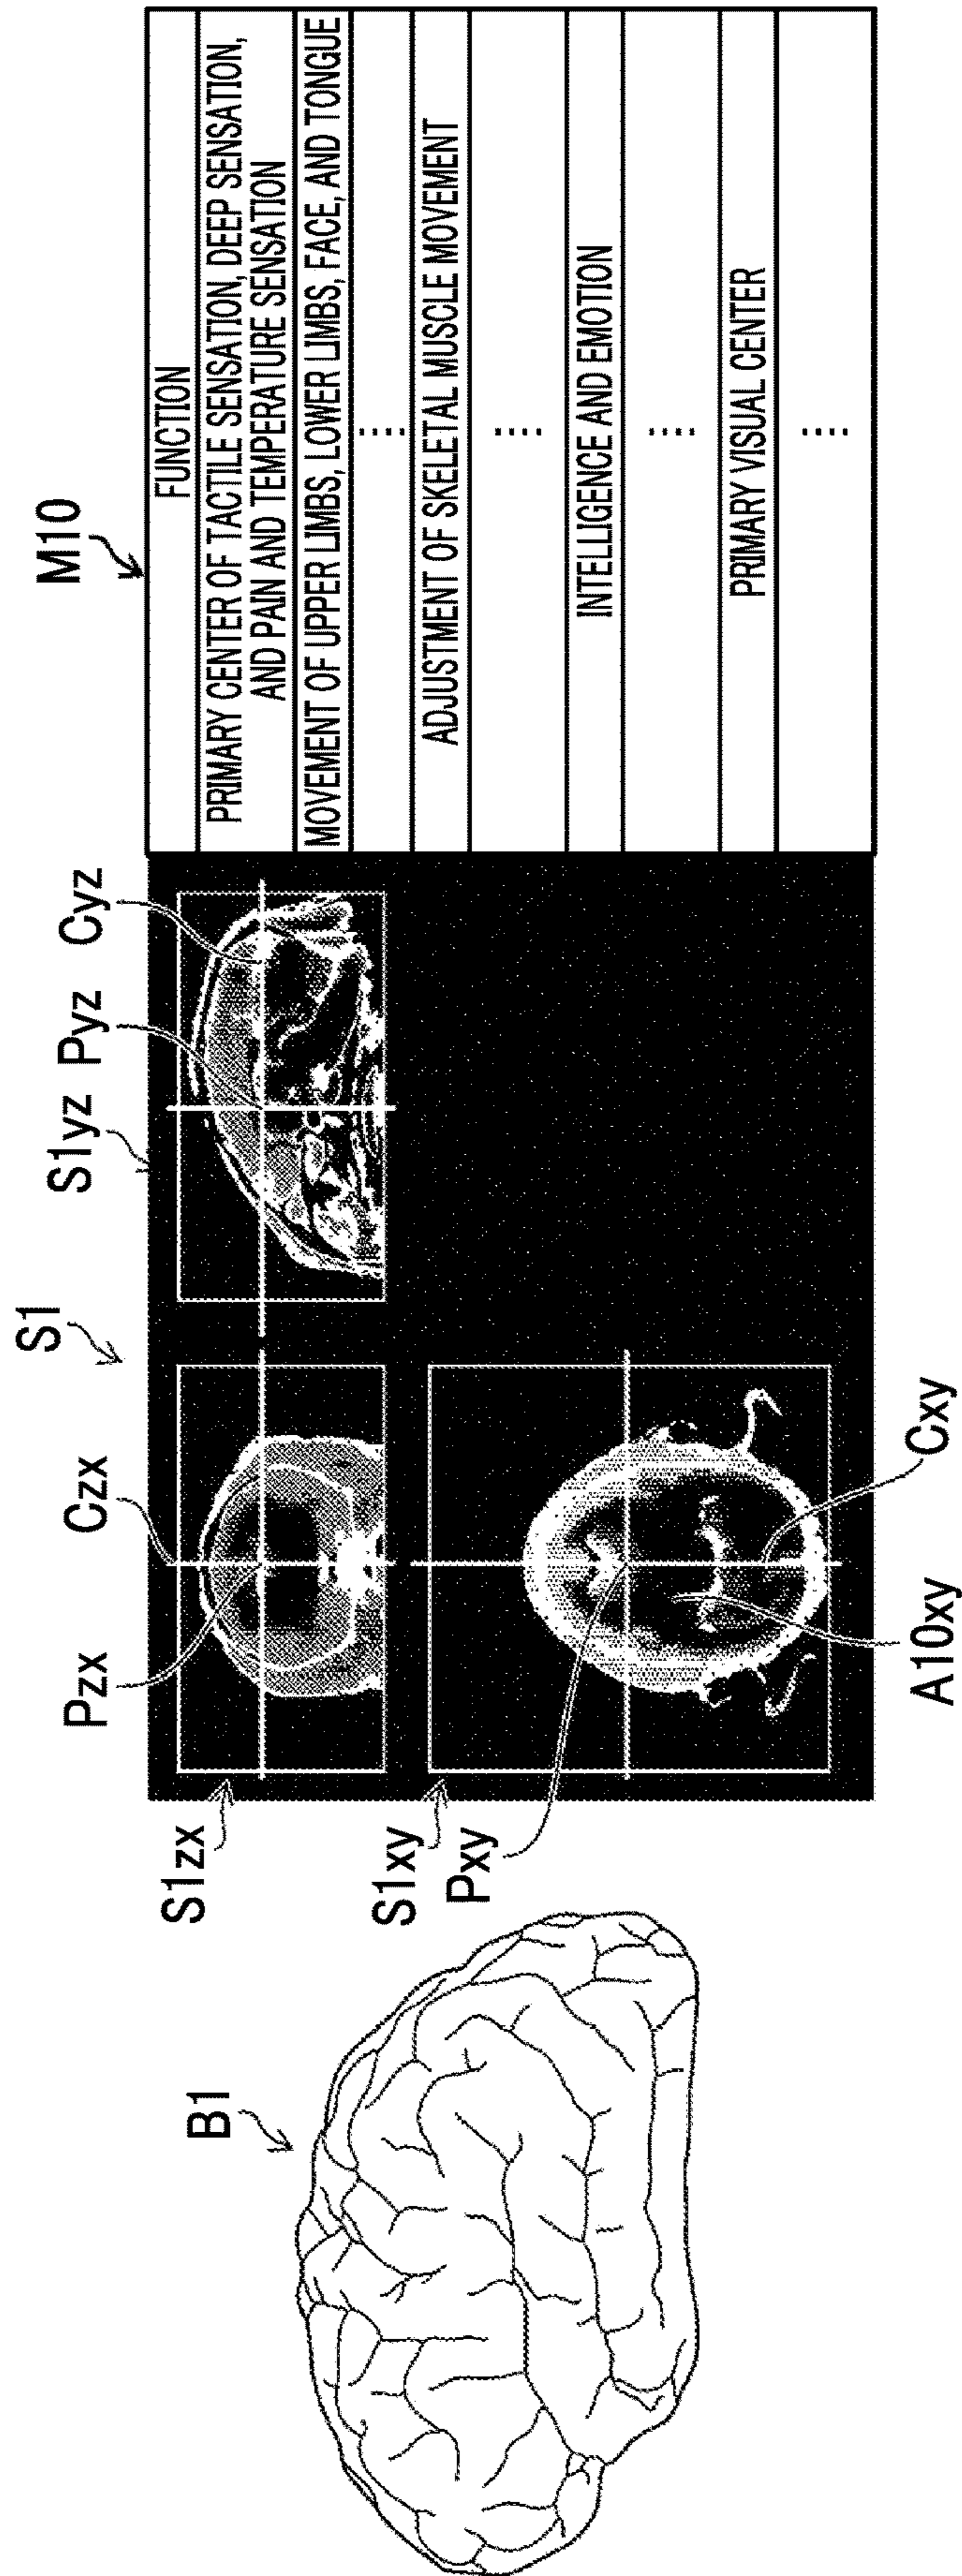 B1
S1
S1zx
Pzx
Czx
S1yz
Pyz
Cyz
S1xy
Pxy
A10xy
Cxy
M10
FUNCTION
PRIMARY CENTER OF TACTILE SENSATION, DEEP SENSATION,
AND PAIN AND TEMPERATURE SENSATION
MOVEMENT OF UPPER LIMBS, LOWER LIMBS, FACE, AND TONGUE
....
ADJUSTMENT OF SKELETAL MUSCLE MOVEMENT
....
INTELLIGENCE AND EMOTION
....
PRIMARY VISUAL CENTER
....